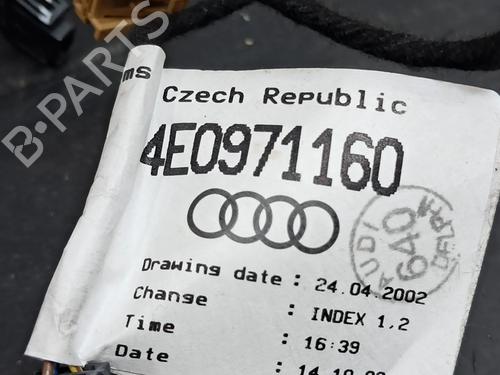 ms
Czech Republic
4E0971160
Drawing date : 24.04.2002
Change : INDEX 1,2
Time : 16:39
Date :
AUDI 640
B-PARTS